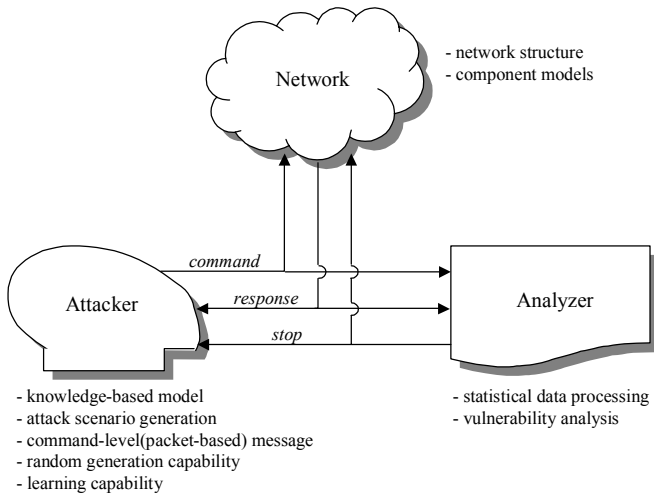 Network
- network structure
- component models
command
Attacker
response
Analyzer
stop
- knowledge-based model
- attack scenario generation
- command-level(packet-based) message
- random generation capability
- learning capability
- statistical data processing
- vulnerability analysis